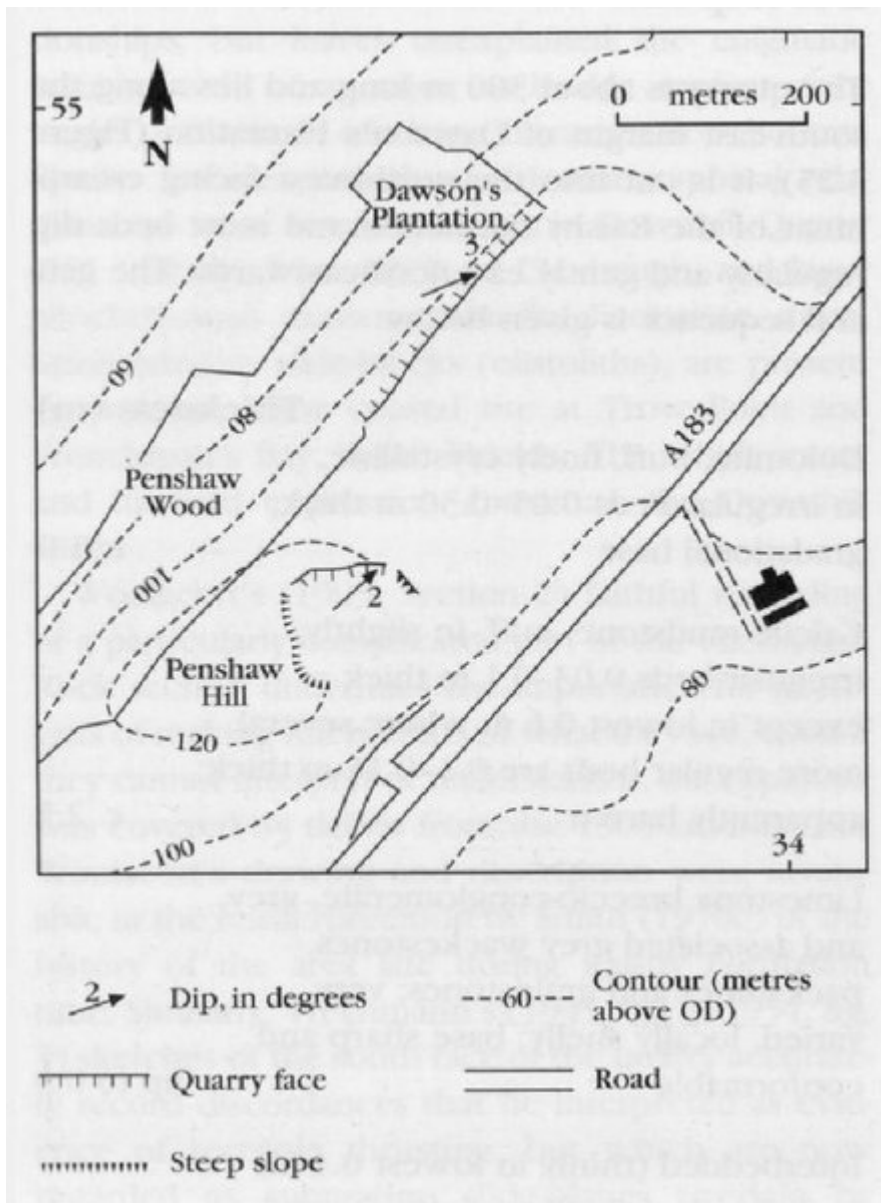 55
N
0 metres 200
Dawson's
Plantation
3
60
80
A183
Penshaw
Wood
100
2
Penshaw
Hill
80
120
100
34
2 Dip, in degrees
--60-- Contour (metres
above OD)
Quarry face
Road
Steep slope